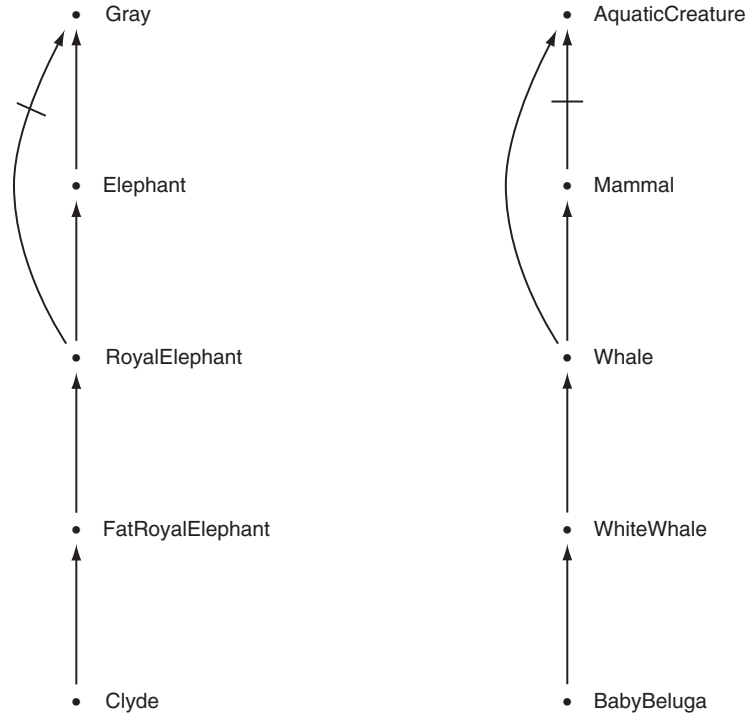 Gray
Elephant
RoyalElephant
FatRoyalElephant
Clyde
AquaticCreature
Mammal
Whale
WhiteWhale
BabyBeluga